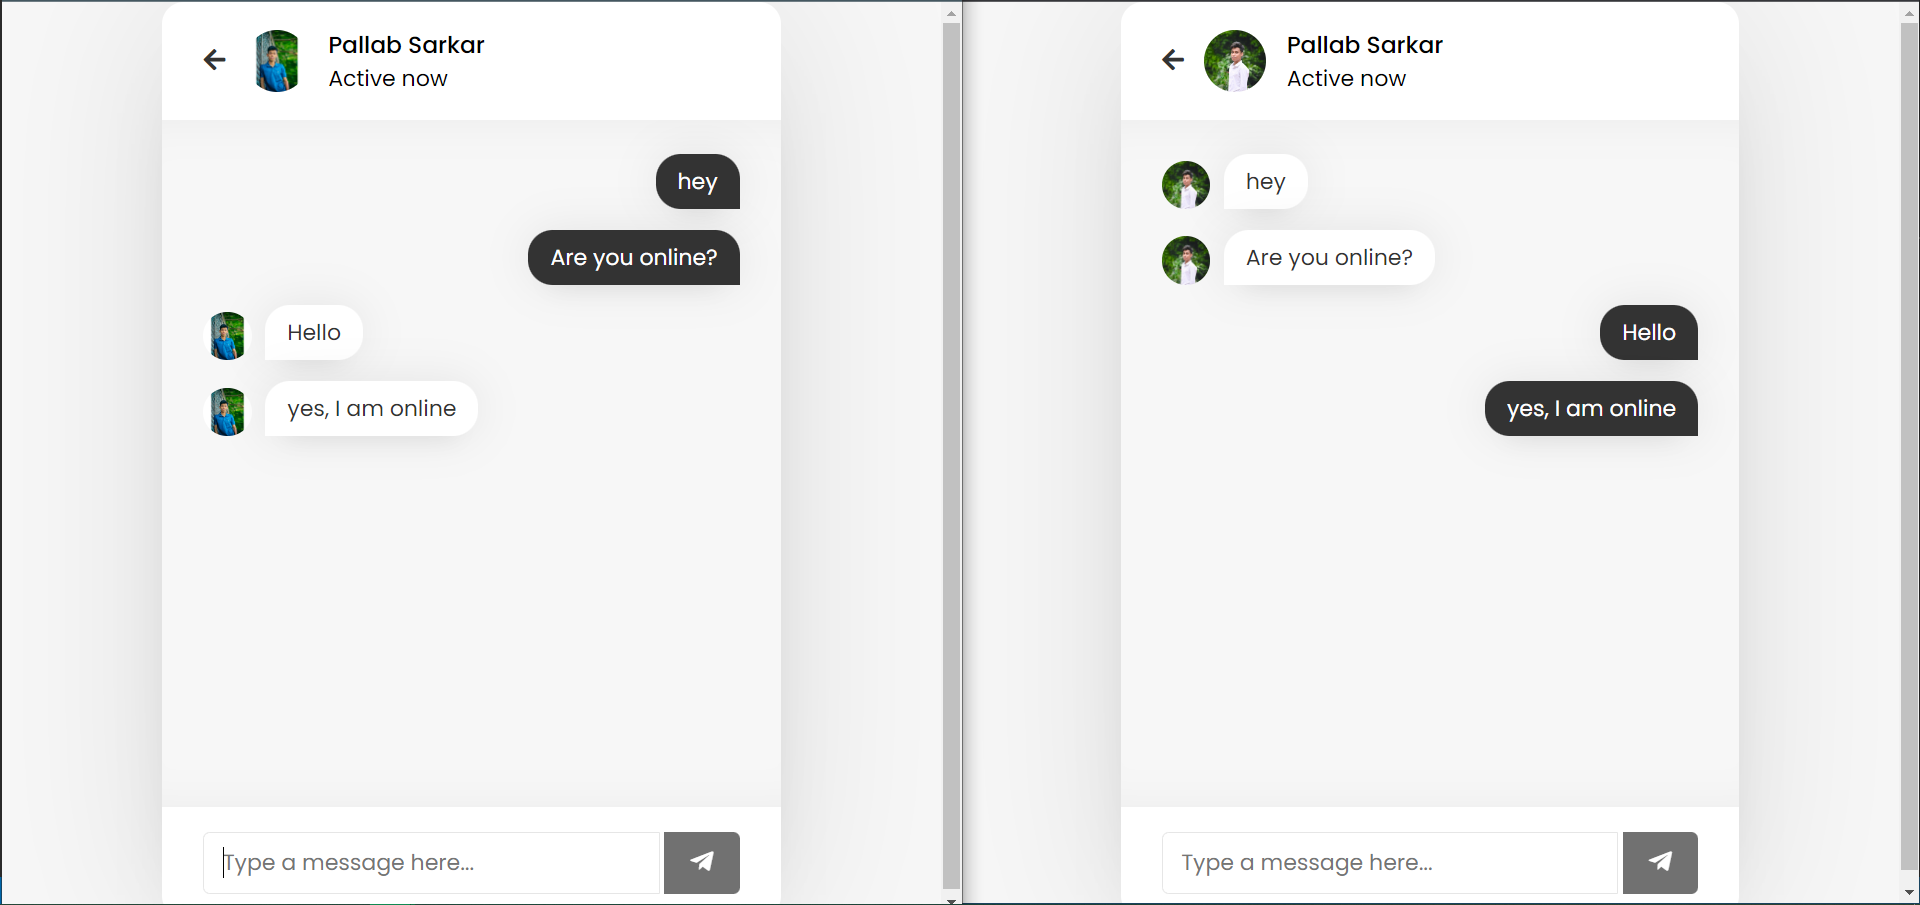 Pallab Sarkar
Active now
hey
Are you online?
Hello
yes, I am online
Type a message here...
Pallab Sarkar
Active now
hey
Are you online?
Hello
yes, I am online
Type a message here...